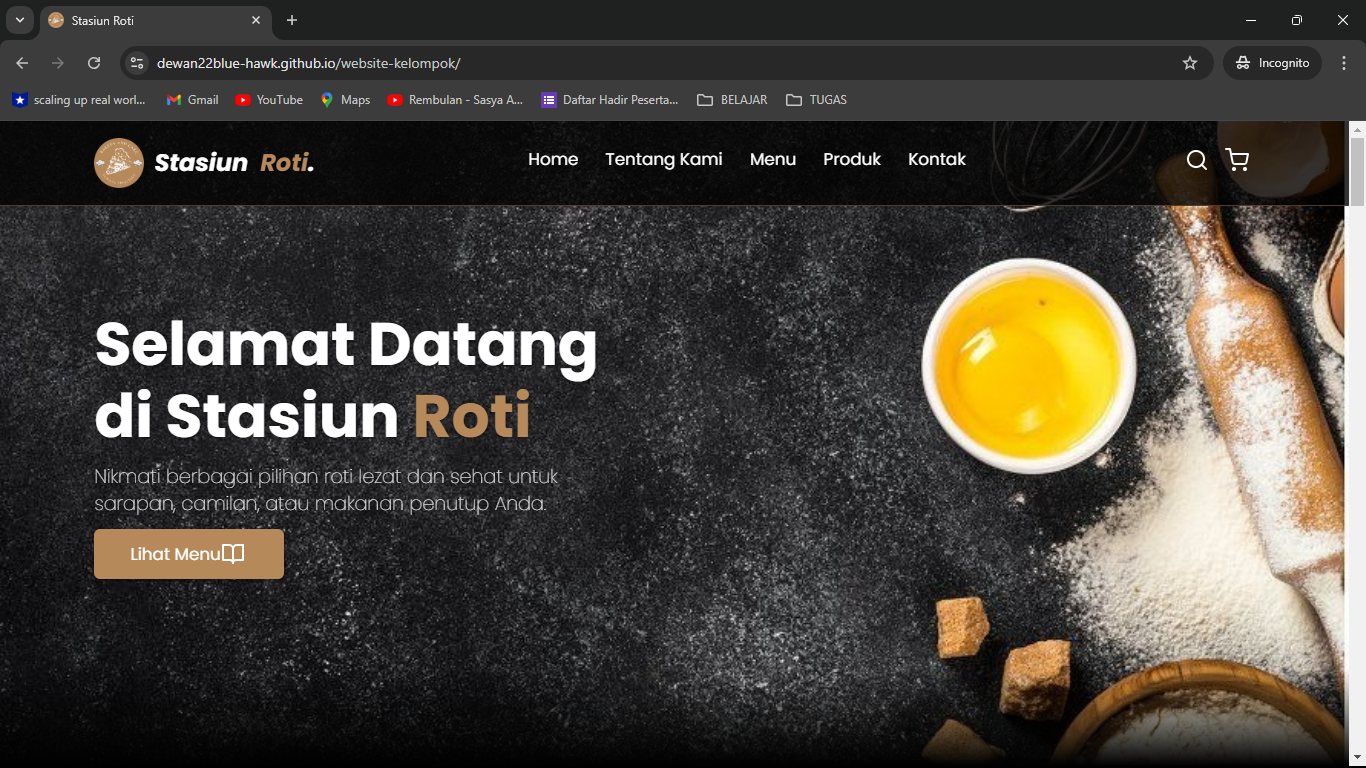 Stasiun Roti
dewan22blue-hawk.github.io/website-kelompok/
Incognito
scaling up real worl...
Gmail
YouTube
Maps
Rembulan - Sasya A...
Daftar Hadir Peserta...
BELAJAR
TUGAS
Stasiun Roti.
Home
Tentang Kami
Menu
Produk
Kontak
Selamat Datang
di Stasiun Roti
Nikmati berbagai pilihan roti lezat dan sehat untuk
sarapan, camilan, atau makanan penutup Anda.
Lihat Menu